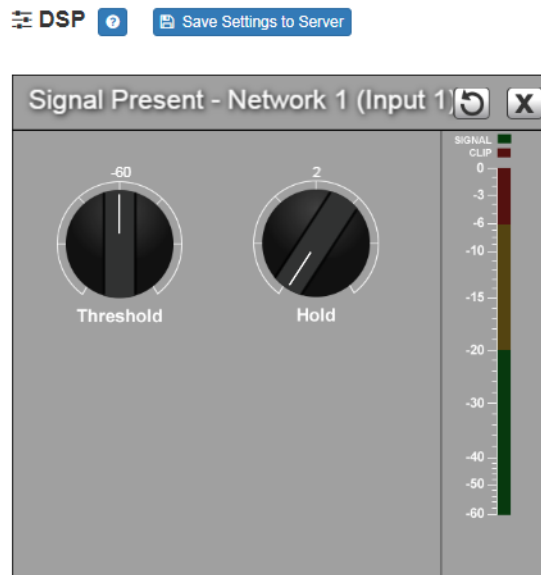 DSP ? Save Settings to Server
Signal Present - Network 1 (Input 1) X
SIGNAL
CLIP
0
-3
-6
-10
-15
-20
-30
-40
-50
-60
-60
2
Threshold
Hold